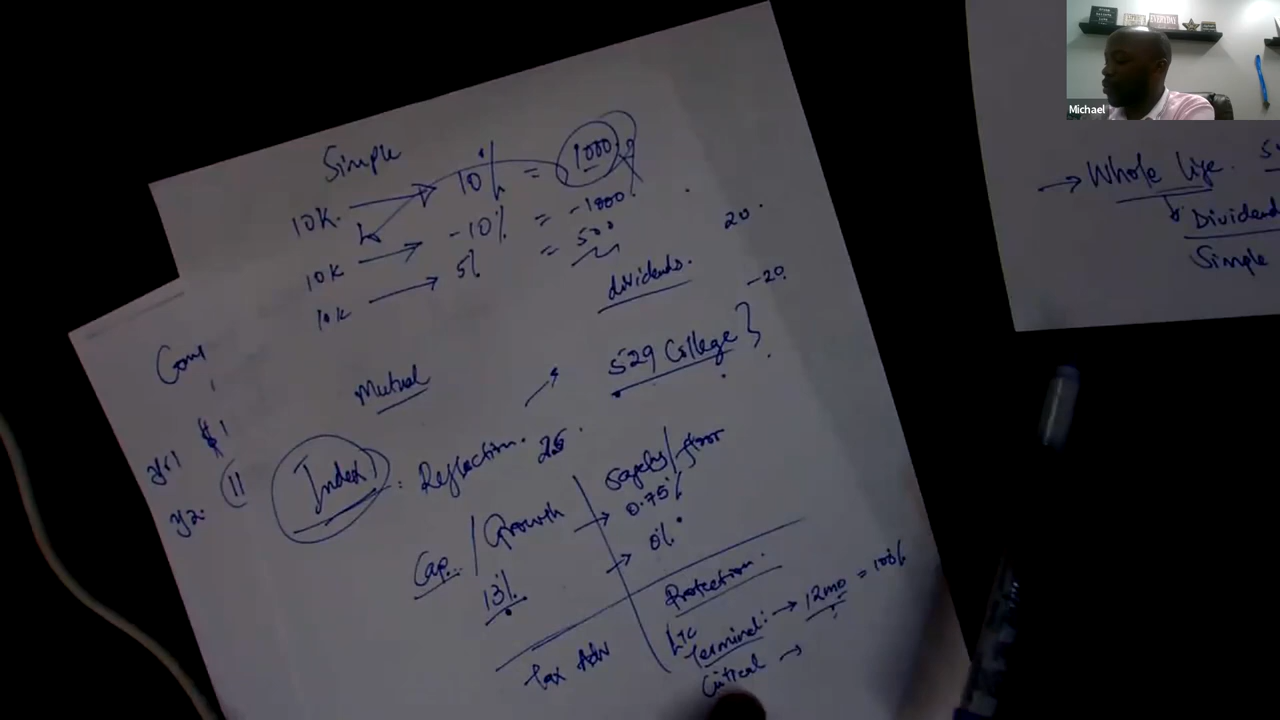 Simple
10K. → 10% = 1000
10K → -10% = -1000.
10K → 5% = 500
dividends.
20.
-20.
529 College
Mutual
Com
yr1 $1
y2. 11
Index
Reflection. 25.
Cap. / Growth
13%
Safety/floor
→ 0.75%
→ 0%
Tax Adv
Protection.
LTC
Terminal: → 12mo = 100%
Critical →
→ Whole life.
Dividend
Simple
Michael
EVERYDAY